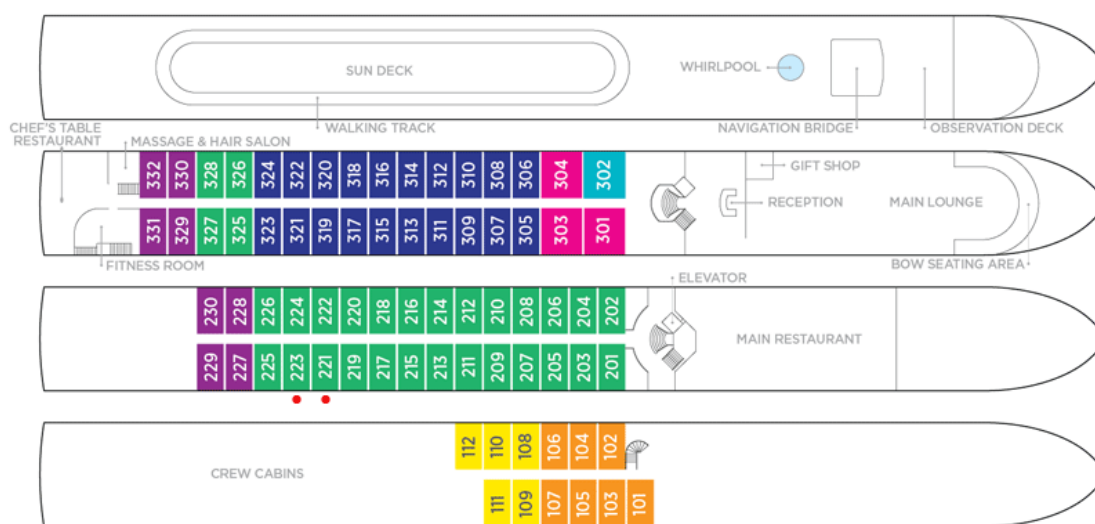 SUN DECK
WHIRLPOOL
CHEF'S TABLE
RESTAURANT
MASSAGE & HAIR SALON
WALKING TRACK
NAVIGATION BRIDGE
OBSERVATION DECK
332 330 328 326 324 322 320 318 316 314 312 310 308 306 304 302
GIFT SHOP
RECEPTION
MAIN LOUNGE
331 329 327 325 323 321 319 317 315 313 311 309 307 305 303 301
FITNESS ROOM
BOW SEATING AREA
ELEVATOR
230 228 226 224 222 220 218 216 214 212 210 208 206 204 202
MAIN RESTAURANT
229 227 225 223 221 219 217 215 213 211 209 207 205 203 201
112 110 108 106 104 102
CREW CABINS
111 109 107 105 103 101